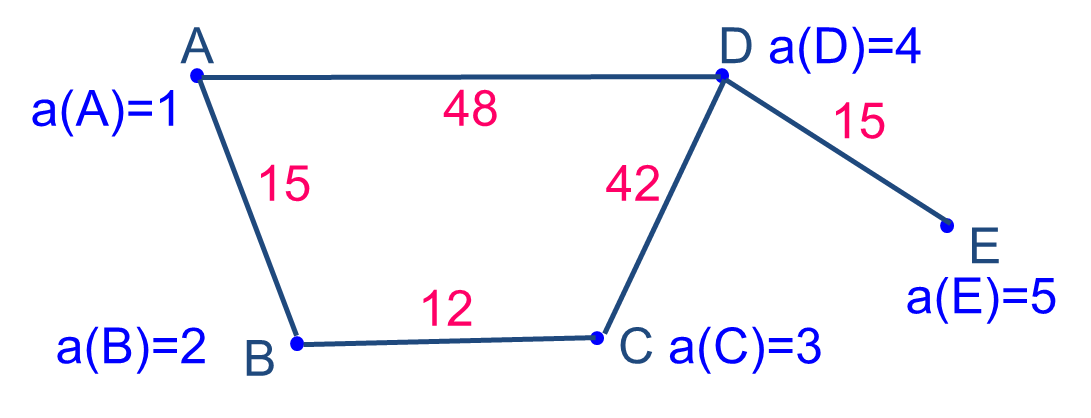 A
D a(D)=4
a(A)=1
48
15
15
42
E
a(E)=5
12
a(B)=2 B
C a(C)=3